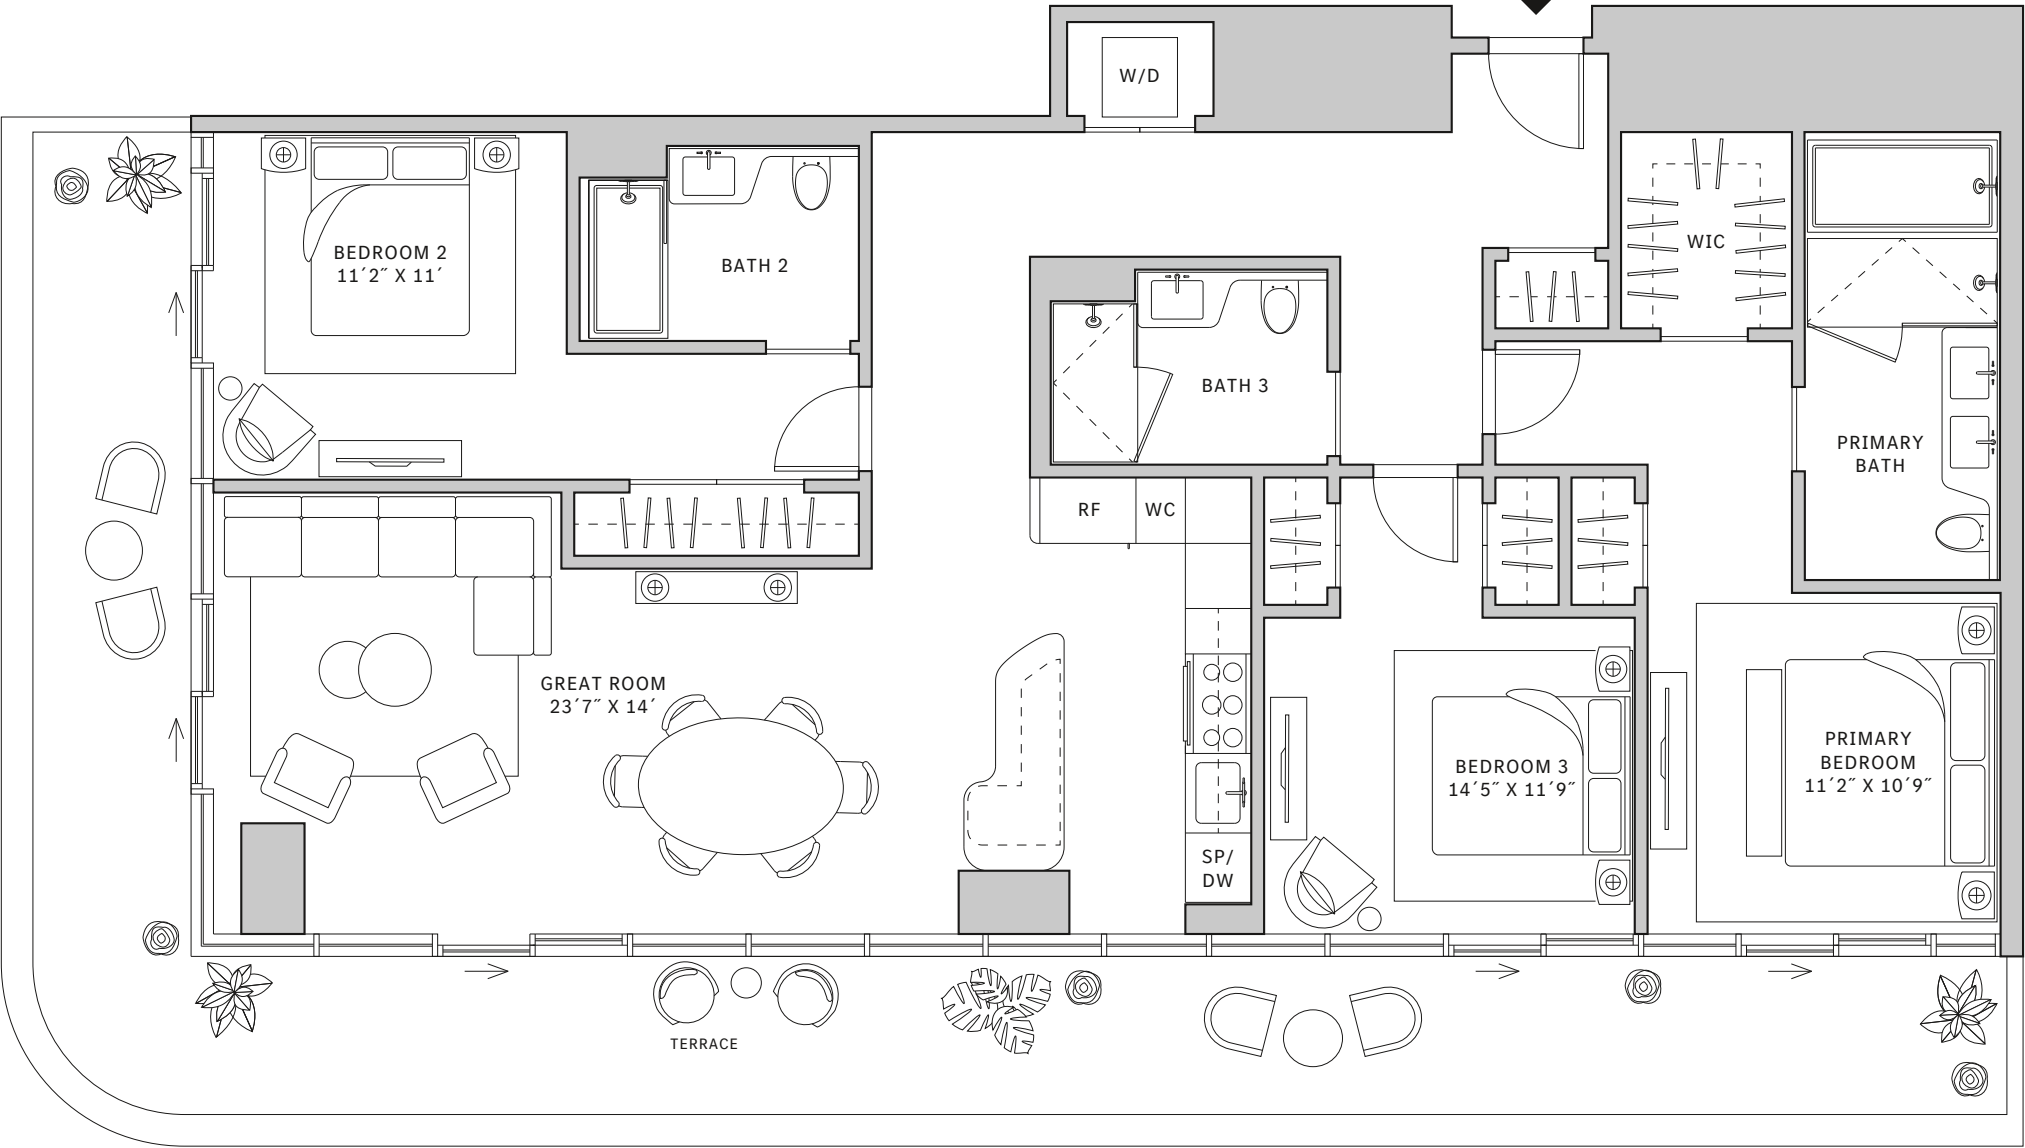 W/D
BEDROOM 2
11´2˝ X 11´
BATH 2
WIC
BATH 3
PRIMARY
BATH
RF
WC
GREAT ROOM
23´7˝ X 14´
BEDROOM 3
14´5˝ X 11´9˝
PRIMARY
BEDROOM
11´2˝ X 10´9˝
SP/
DW
TERRACE